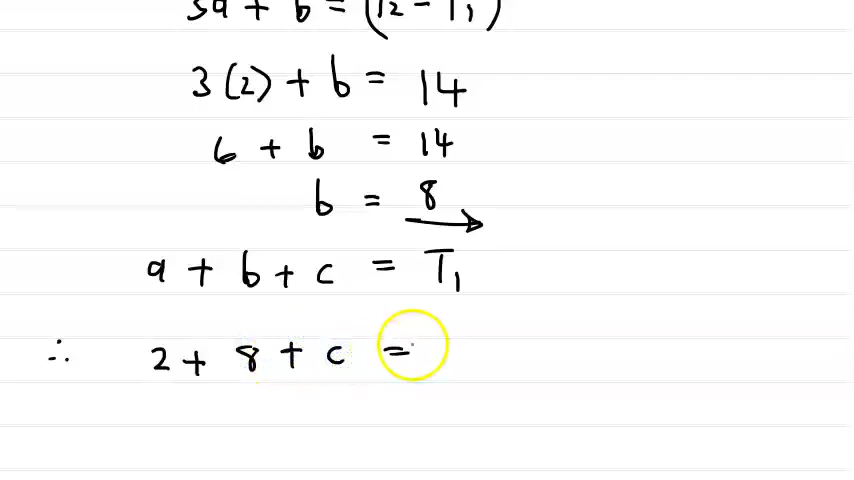 3a + b = (T2 - T1)
3(2) + b = 14
6 + b = 14
b = 8
a + b + c = T1
∴ 2 + 8 + c =